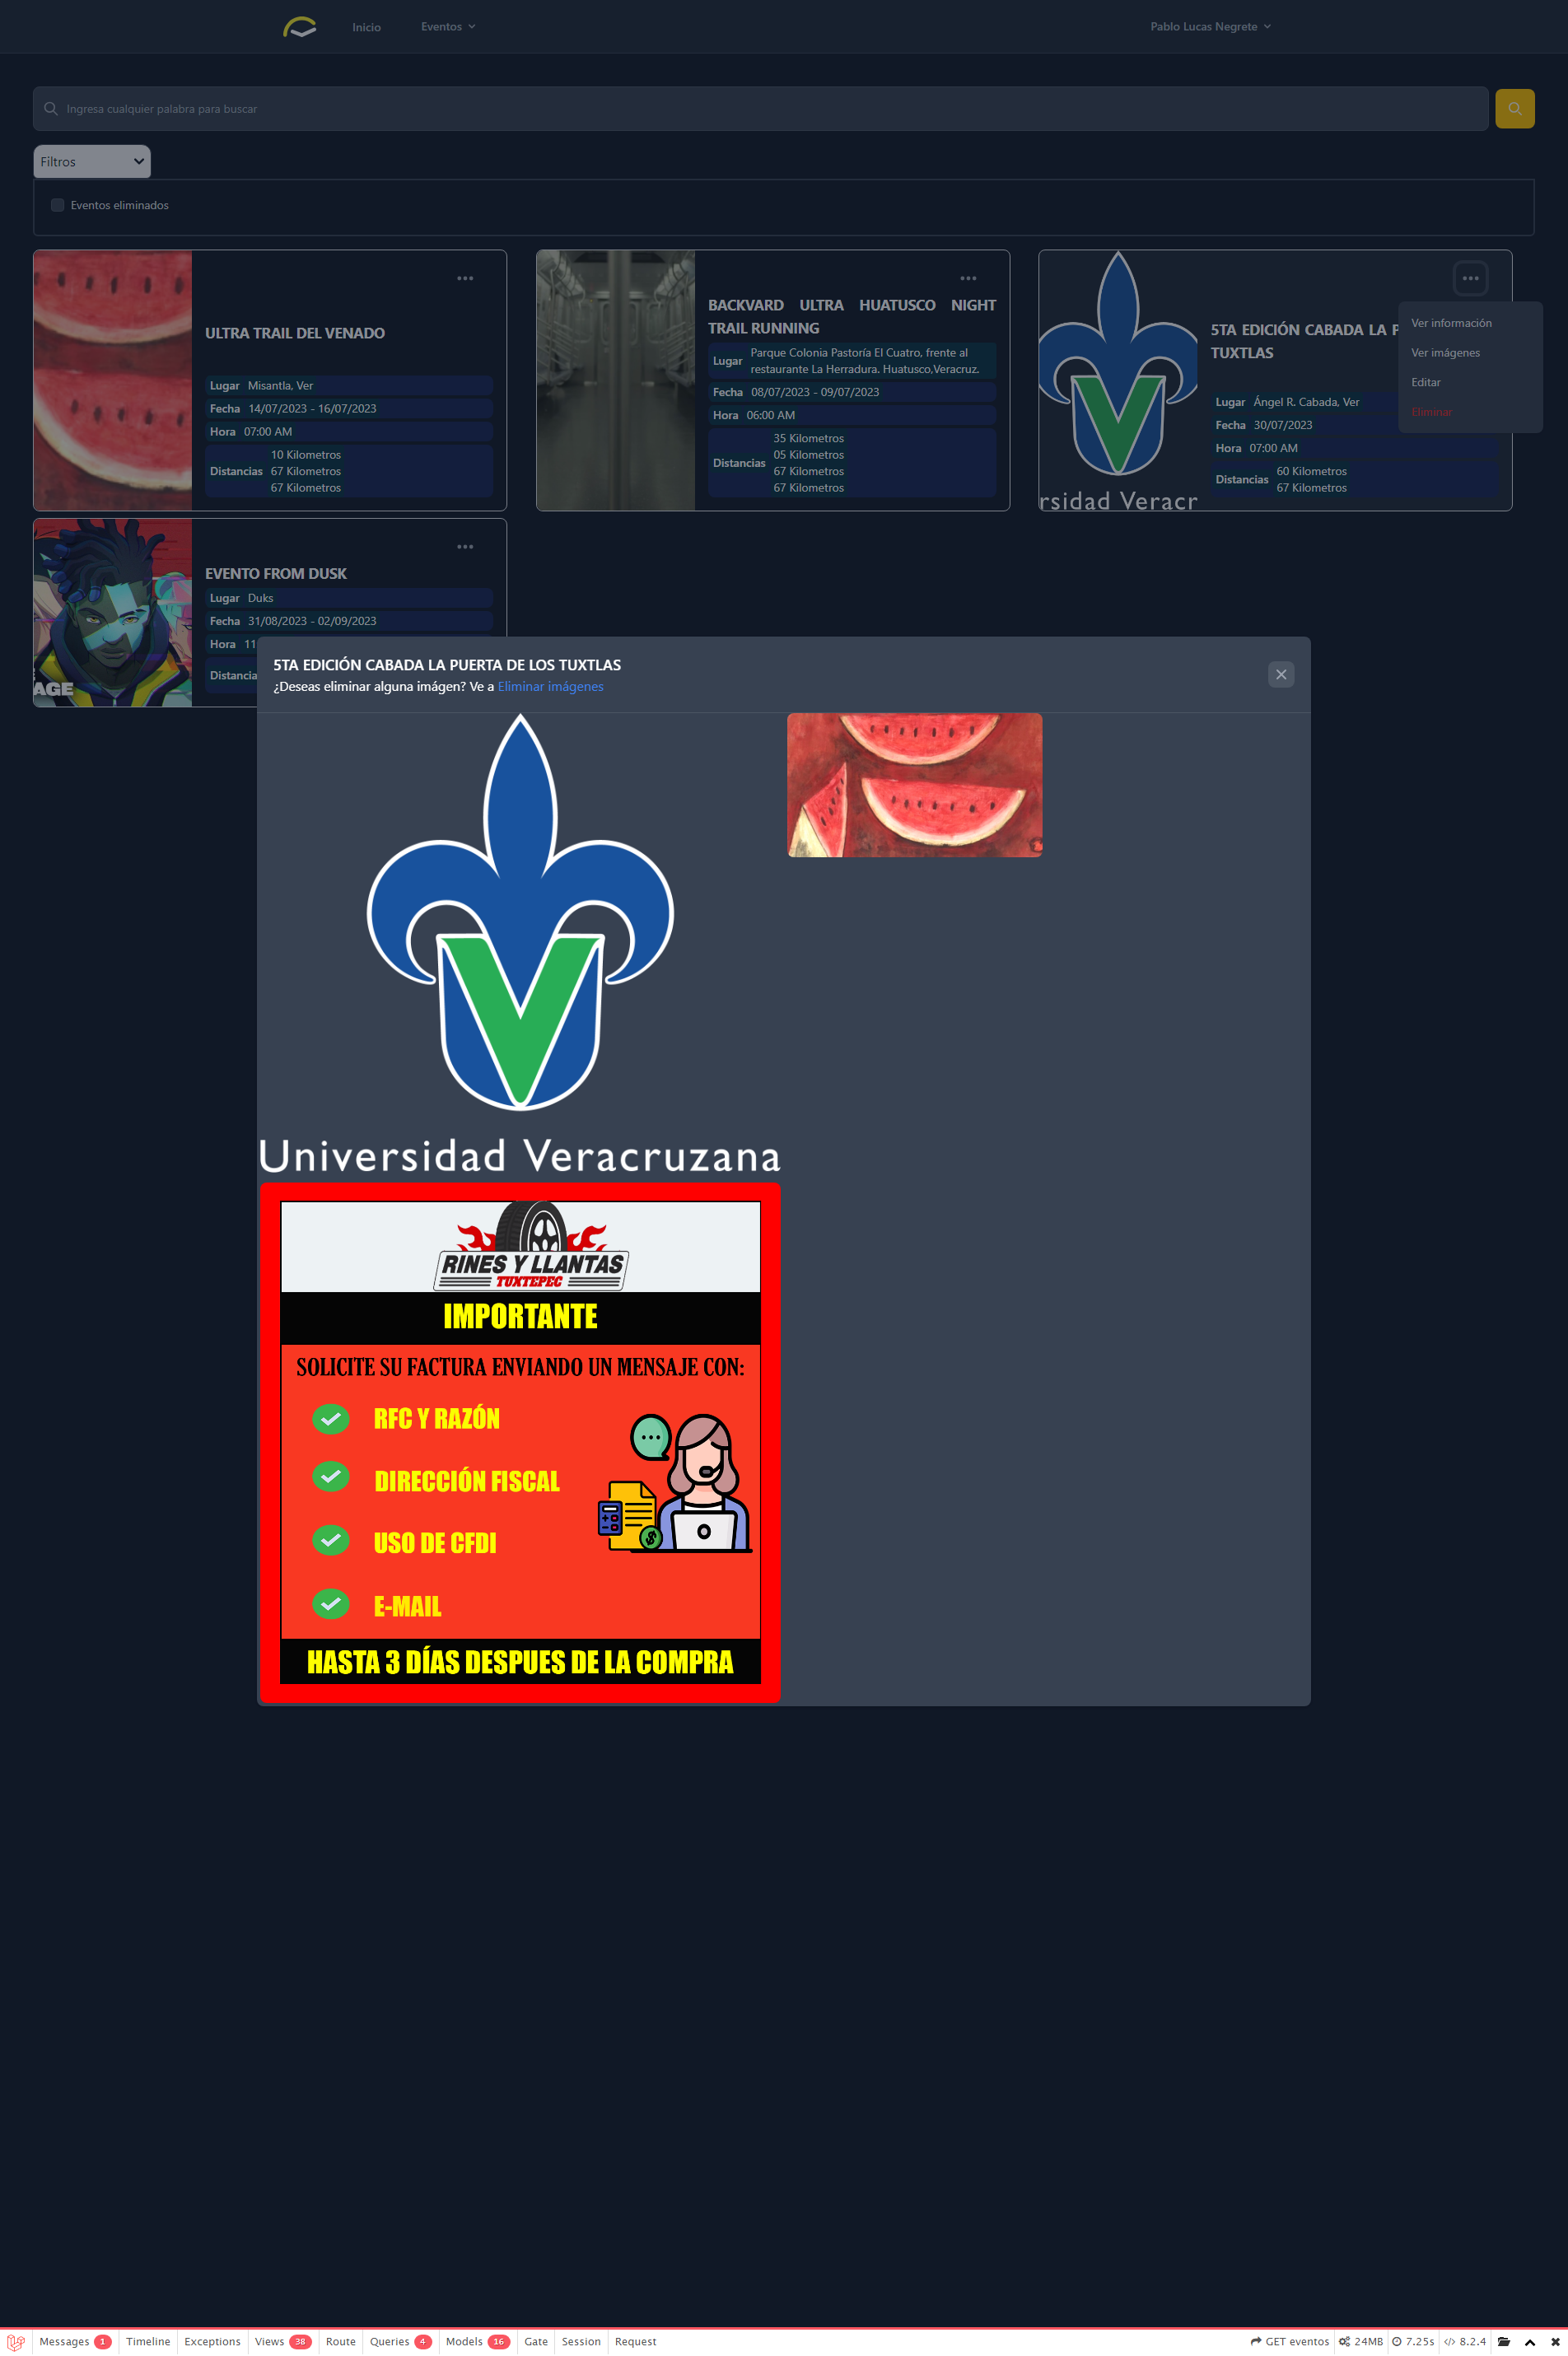 Inicio
Eventos
Pablo Lucas Negrete
Ingresa cualquier palabra para buscar
Filtros
Eventos eliminados
ULTRA TRAIL DEL VENADO
Lugar Misantla, Ver
Fecha 14/07/2023 - 16/07/2023
Hora 07:00 AM
Distancias
10 Kilometros
67 Kilometros
67 Kilometros
BACKVARD ULTRA HUATUSCO NIGHT
TRAIL RUNNING
Lugar
Parque Colonia Pastoría El Cuatro, frente al
restaurante La Herradura. Huatusco,Veracruz.
Fecha 08/07/2023 - 09/07/2023
Hora 06:00 AM
Distancias
35 Kilometros
05 Kilometros
67 Kilometros
67 Kilometros
rsidad Veracr
5TA EDICIÓN CABADA LA P
TUXTLAS
Lugar Ángel R. Cabada, Ver
Fecha 30/07/2023
Hora 07:00 AM
Distancias
60 Kilometros
67 Kilometros
Ver información
Ver imágenes
Editar
Eliminar
AGE
EVENTO FROM DUSK
Lugar Duks
Fecha 31/08/2023 - 02/09/2023
Hora 11
Distancia
5TA EDICIÓN CABADA LA PUERTA DE LOS TUXTLAS
¿Deseas eliminar alguna imágen? Ve a Eliminar imágenes
Universidad Veracruzana
RINES Y LLANTAS
TUXTEPEC
IMPORTANTE
SOLICITE SU FACTURA ENVIANDO UN MENSAJE CON:
RFC Y RAZÓN
DIRECCIÓN FISCAL
USO DE CFDI
E-MAIL
HASTA 3 DÍAS DESPUES DE LA COMPRA
Messages 1 Timeline Exceptions Views 38 Route Queries 4 Models 16 Gate Session Request GET eventos 24MB 7.25s 8.2.4